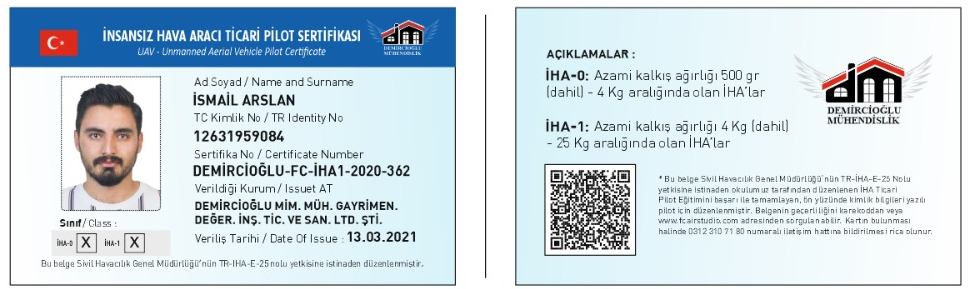 İNSANSIZ HAVA ARACI TİCARİ PİLOT SERTİFİKASI
UAV - Unmanned Aerial Vehicle Pilot Certificate
DEMİRCİOĞLU
MÜHENDİSLİK
Ad Soyad / Name and Surname
İSMAİL ARSLAN
TC Kimlik No / TR Identity No
12631959084
Sertifika No / Certificate Number
DEMİRCİOĞLU-FC-İHA1-2020-362
Verildiği Kurum / Issuet AT
DEMİRCİOĞLU MİM. MÜH. GAYRİMEN.
DEĞER. İNŞ. TİC. VE SAN. LTD. ŞTİ.
Veriliş Tarihi / Date Of Issue : 13.03.2021
Sınıf / Class :
İHA-0 X İHA-1 X
Bu belge Sivil Havacılık Genel Müdürlüğü'nün TR-IHA-E-25 nolu yetkisine istinaden düzenlenmiştir.
AÇIKLAMALAR :
İHA-0: Azami kalkış ağırlığı 500 gr
(dahil) - 4 Kg aralığında olan İHA'lar
İHA-1: Azami kalkış ağırlığı 4 Kg (dahil)
- 25 Kg aralığında olan İHA'lar
dm
DEMİRCİOĞLU
MÜHENDİSLİK
* Bu belge Sivil Havacılık Genel Müdürlüğü'nün TR-İHA-E-25 Nolu
yetkisine istinaden okulumuz tarafından düzenlenen İHA Ticari
Pilot Eğitimini başarı ile tamamlayan, ön yüzünde kimlik bilgileri yazılı
pilot için düzenlenmiştir. Belgenin geçerliliğini karekoddan veya
www.fcairstudio.com adresinden sorgulanabilir. Kartın bulunması
halinde 0312 310 71 80 numaralı iletişim hattına bildirilmesi rica olunur.